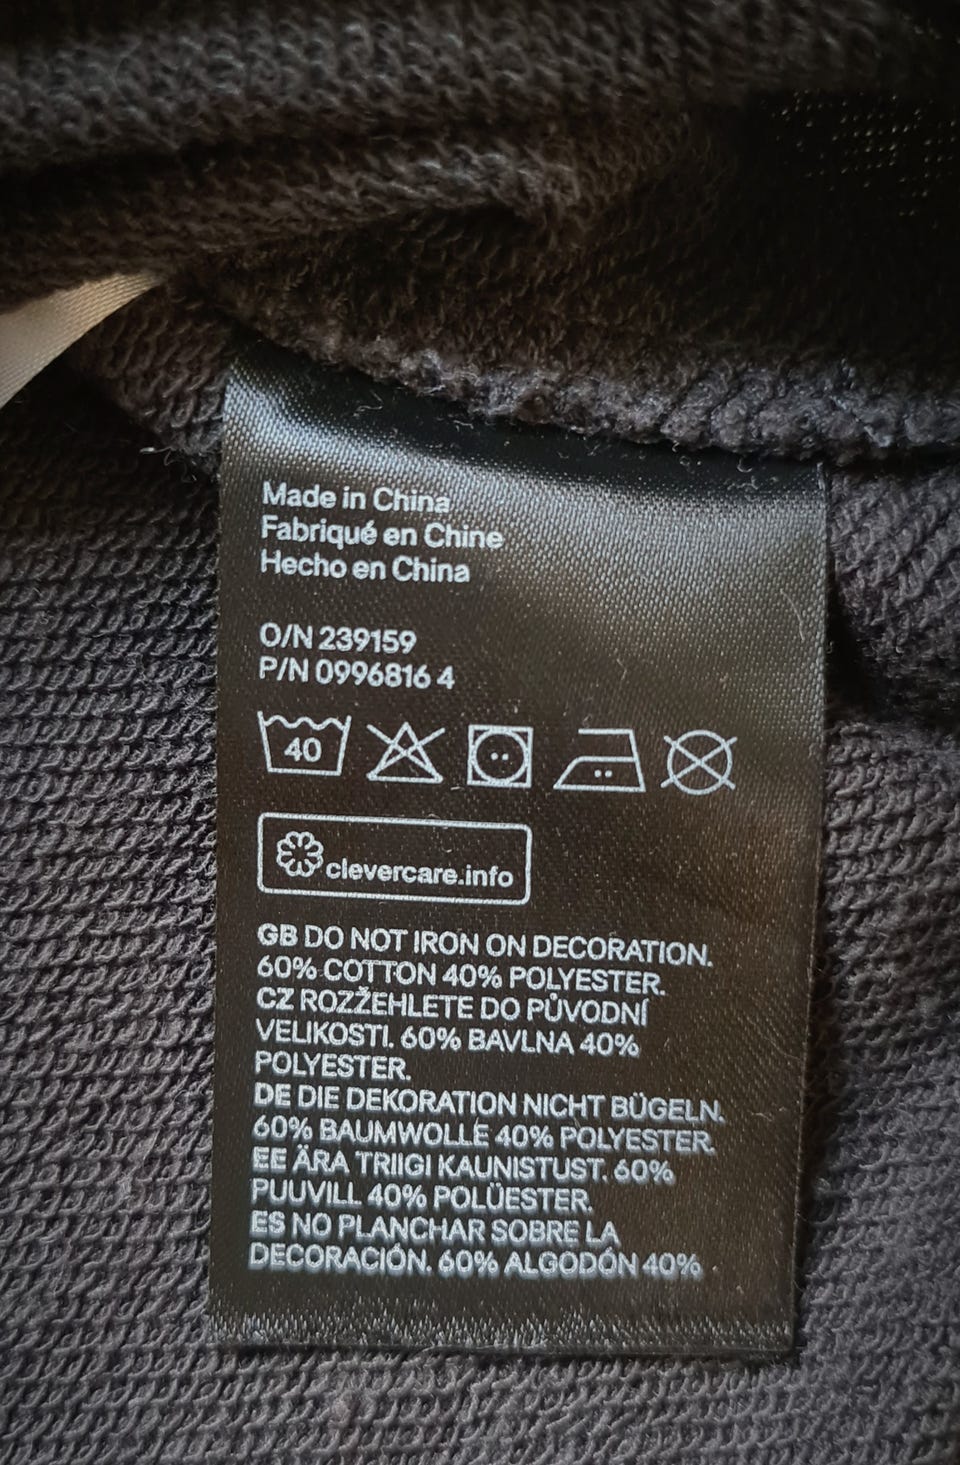 Made in China
Fabriqué en Chine
Hecho en China
O/N 239159
P/N 0996816 4
40
clevercare.info
GB DO NOT IRON ON DECORATION.
60% COTTON 40% POLYESTER.
CZ ROZŽEHLETE DO PŮVODNÍ
VELIKOSTI. 60% BAVLNA 40%
POLYESTER.
DE DIE DEKORATION NICHT BÜGELN.
60% BAUMWOLLE 40% POLYESTER.
EE ÄRA TRIIGI KAUNISTUST. 60%
PUUVILL 40% POLÜESTER.
ES NO PLANCHAR SOBRE LA
DECORACIÓN. 60% ALGODÓN 40%